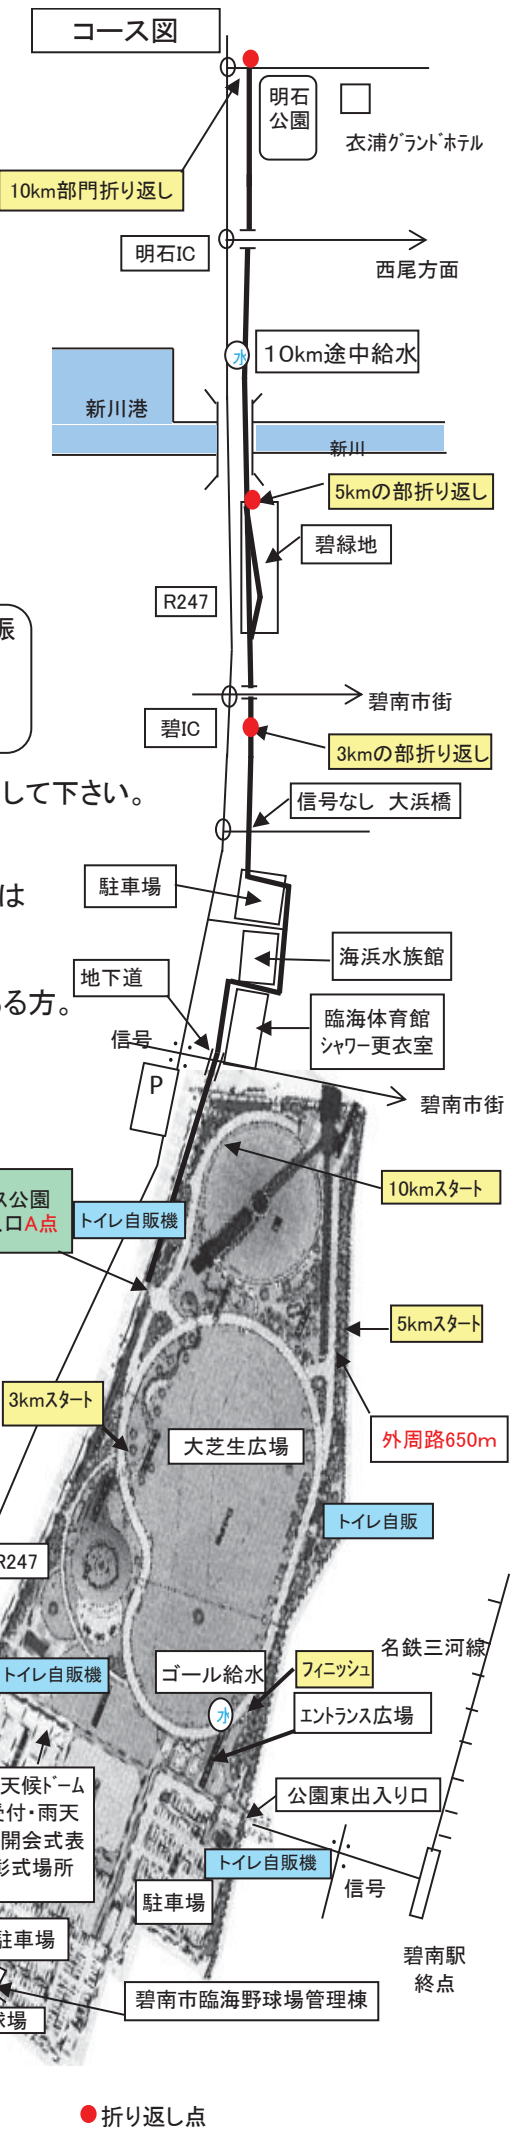 コース図
明石
公園
衣浦グランドホテル
10km部門折り返し
明石IC
西尾方面
水
10km途中給水
新川港
新川
5kmの部折り返し
碧緑地
R247
振
碧南市街
碧IC
3kmの部折り返し
して下さい。
信号なし 大浜橋
駐車場
は
海浜水族館
地下道
る方。
臨海体育館
シャワー更衣室
信号
P
碧南市街
10kmスタート
ス公園
口A点
トイレ自販機
5kmスタート
3kmスタート
大芝生広場
外周路650m
トイレ自販
R247
名鉄三河線
トイレ自販機
ゴール給水
フィニッシュ
水
エントランス広場
天候ドーム
受付・雨天
開会式表
彰式場所
公園東出入り口
トイレ自販機
信号
駐車場
駐車場
碧南駅
終点
碧南市臨海野球場管理棟
球場
折り返し点